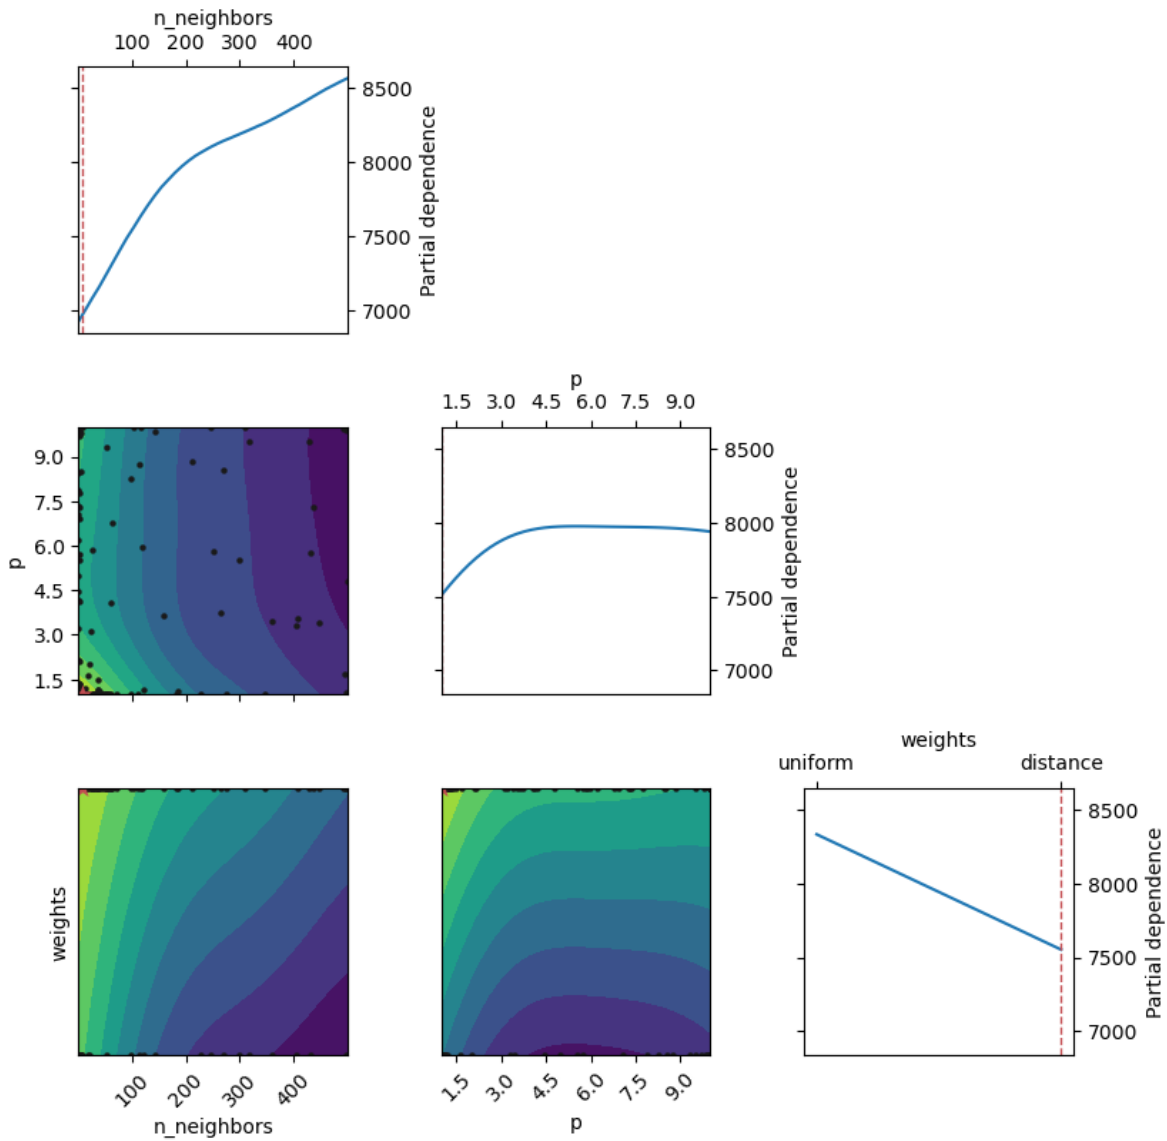 n_neighbors
100 200 300 400
8500
8000
7500
7000
Partial dependence
p
1.5 3.0 4.5 6.0 7.5 9.0
9.0
7.5
6.0
4.5
3.0
1.5
p
8500
8000
7500
7000
Partial dependence
weights
uniform distance
weights
100 200 300 400
n_neighbors
1.5 3.0 4.5 6.0 7.5 9.0
p
8500
8000
7500
7000
Partial dependence